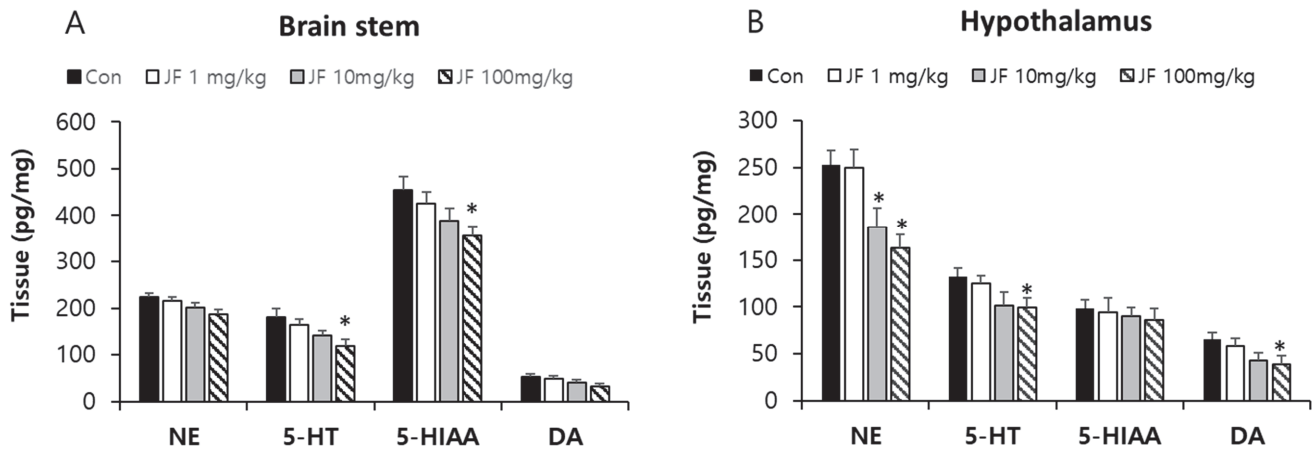 A
Brain stem
Con JF 1 mg/kg JF 10mg/kg JF 100mg/kg
Tissue (pg/mg)
600
500
400
300
200
100
0
*
*
NE 5-HT 5-HIAA DA
B
Hypothalamus
Con JF 1 mg/kg JF 10mg/kg JF 100mg/kg
Tissue (pg/mg)
300
250
200
150
100
50
0
*
*
*
*
NE 5-HT 5-HIAA DA